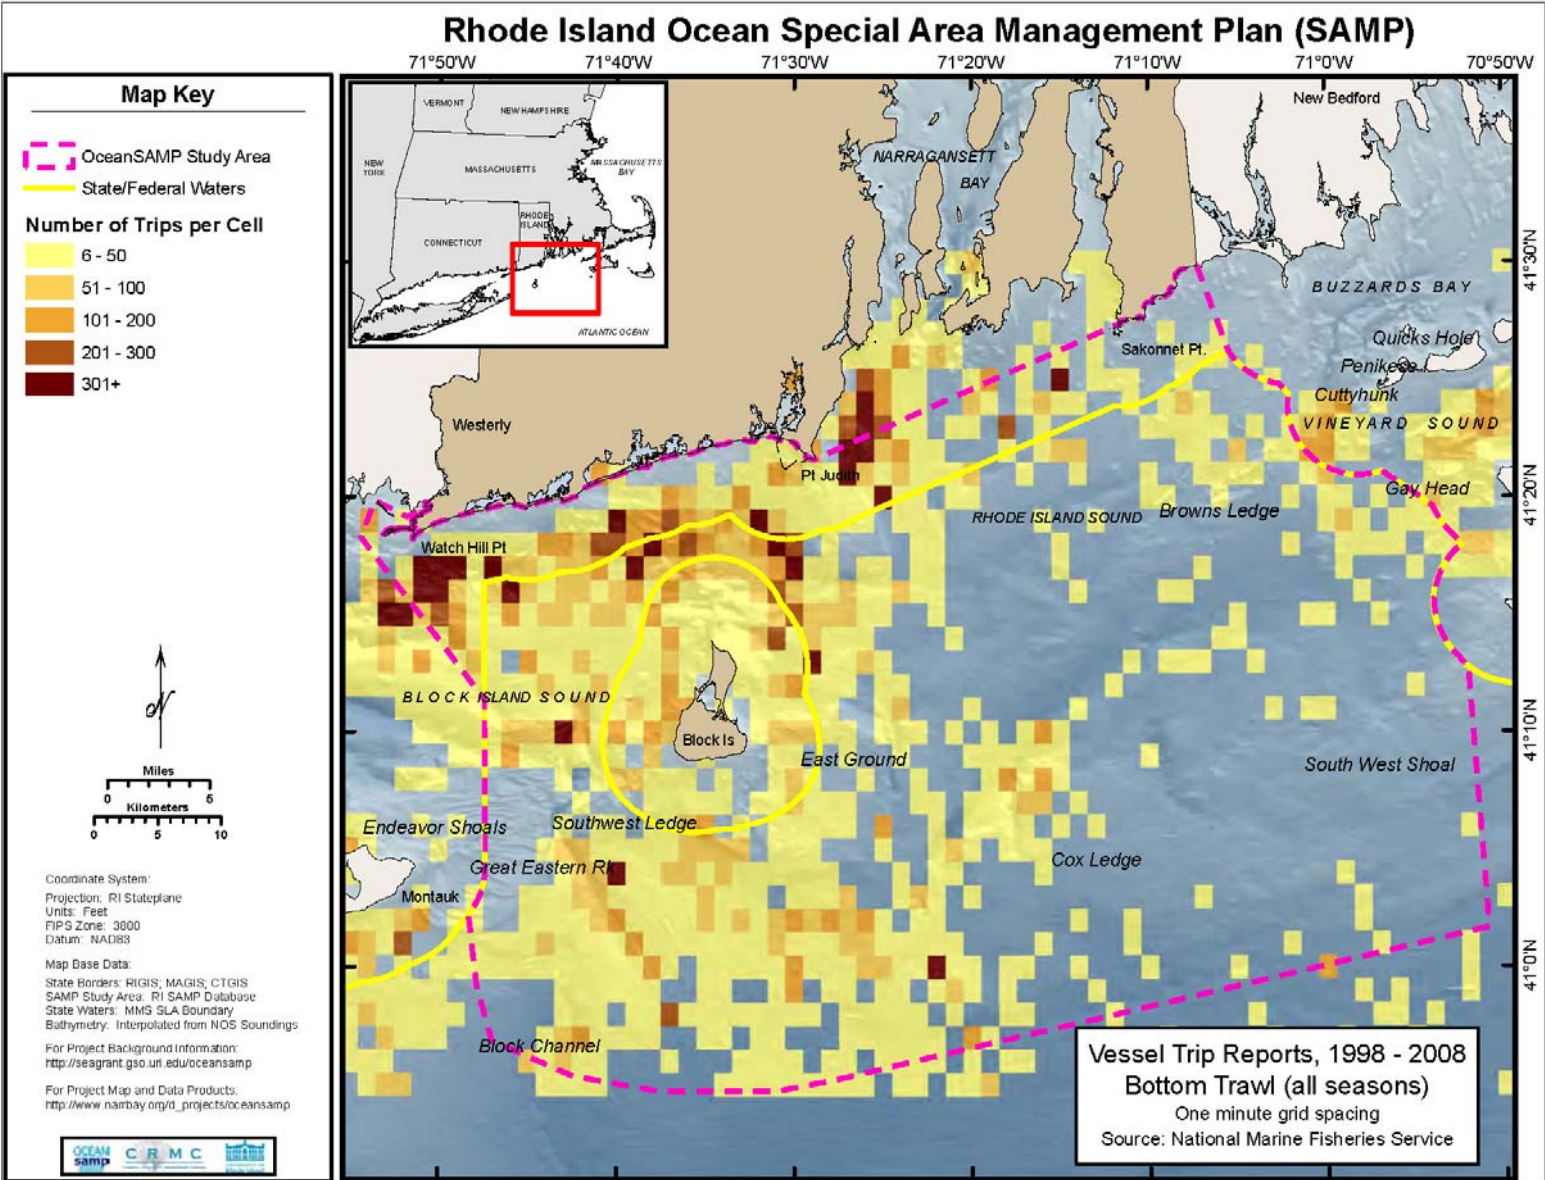 Rhode Island Ocean Special Area Management Plan (SAMP)
71°50'W 71°40'W 71°30'W 71°20'W 71°10'W 71°0'W 70°50'W
Map Key
OceanSAMP Study Area
State/Federal Waters
Number of Trips per Cell
6 - 50
51 - 100
101 - 200
201 - 300
301+
Miles
0 5
Kilometers
0 5 10
Coordinate System:
Projection: RI Stateplane
Units: Feet
FIPS Zone: 3800
Datum: NAD83
Map Base Data:
State Borders: RIGIS; MAGIS; CTGIS
SAMP Study Area: RI SAMP Database
State Waters: MMS SLA Boundary
Bathymetry: Interpolated from NOS Soundings
For Project Background Information:
http://seagrant.gso.uri.edu/oceansamp
For Project Map and Data Products:
http://www.narrbay.org/d_projects/oceansamp
OCEAN
samp
C R M C
VERMONT
NEW HAMPSHIRE
NEW
YORK
MASSACHUSETTS
MASSACHUSETTS
BAY
RHODE
ISLAND
CONNECTICUT
ATLANTIC OCEAN
New Bedford
NARRAGANSETT
BAY
BUZZARDS BAY
Quicks Hole
Sakonnet Pt.
Penikese I.
Cuttyhunk
VINEYARD SOUND
Westerly
Pt Judith
Gay Head
Browns Ledge
RHODE ISLAND SOUND
Watch Hill Pt
BLOCK ISLAND SOUND
Block Is
East Ground
South West Shoal
Endeavor Shoals
Southwest Ledge
Cox Ledge
Great Eastern Rk
Montauk
Block Channel
41°30'N
41°20'N
41°10'N
41°0'N
Vessel Trip Reports, 1998 - 2008
Bottom Trawl (all seasons)
One minute grid spacing
Source: National Marine Fisheries Service